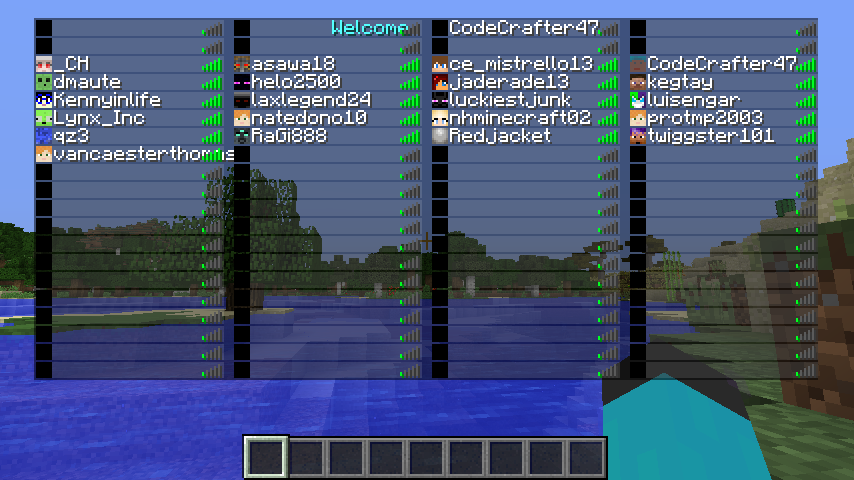 Welcome CodeCrafter47
_CH asawa18 ce_mistrello13 CodeCrafter47
dmaute helo2500 jaderade13 kegtay
Kennyinlife laxlegend24 luckiestjunk luisengar
Lynx_Inc natedono10 nhminecraft02 protmp2003
qz3 RaGi888 Redjacket twiggster101
vancaesterthomas